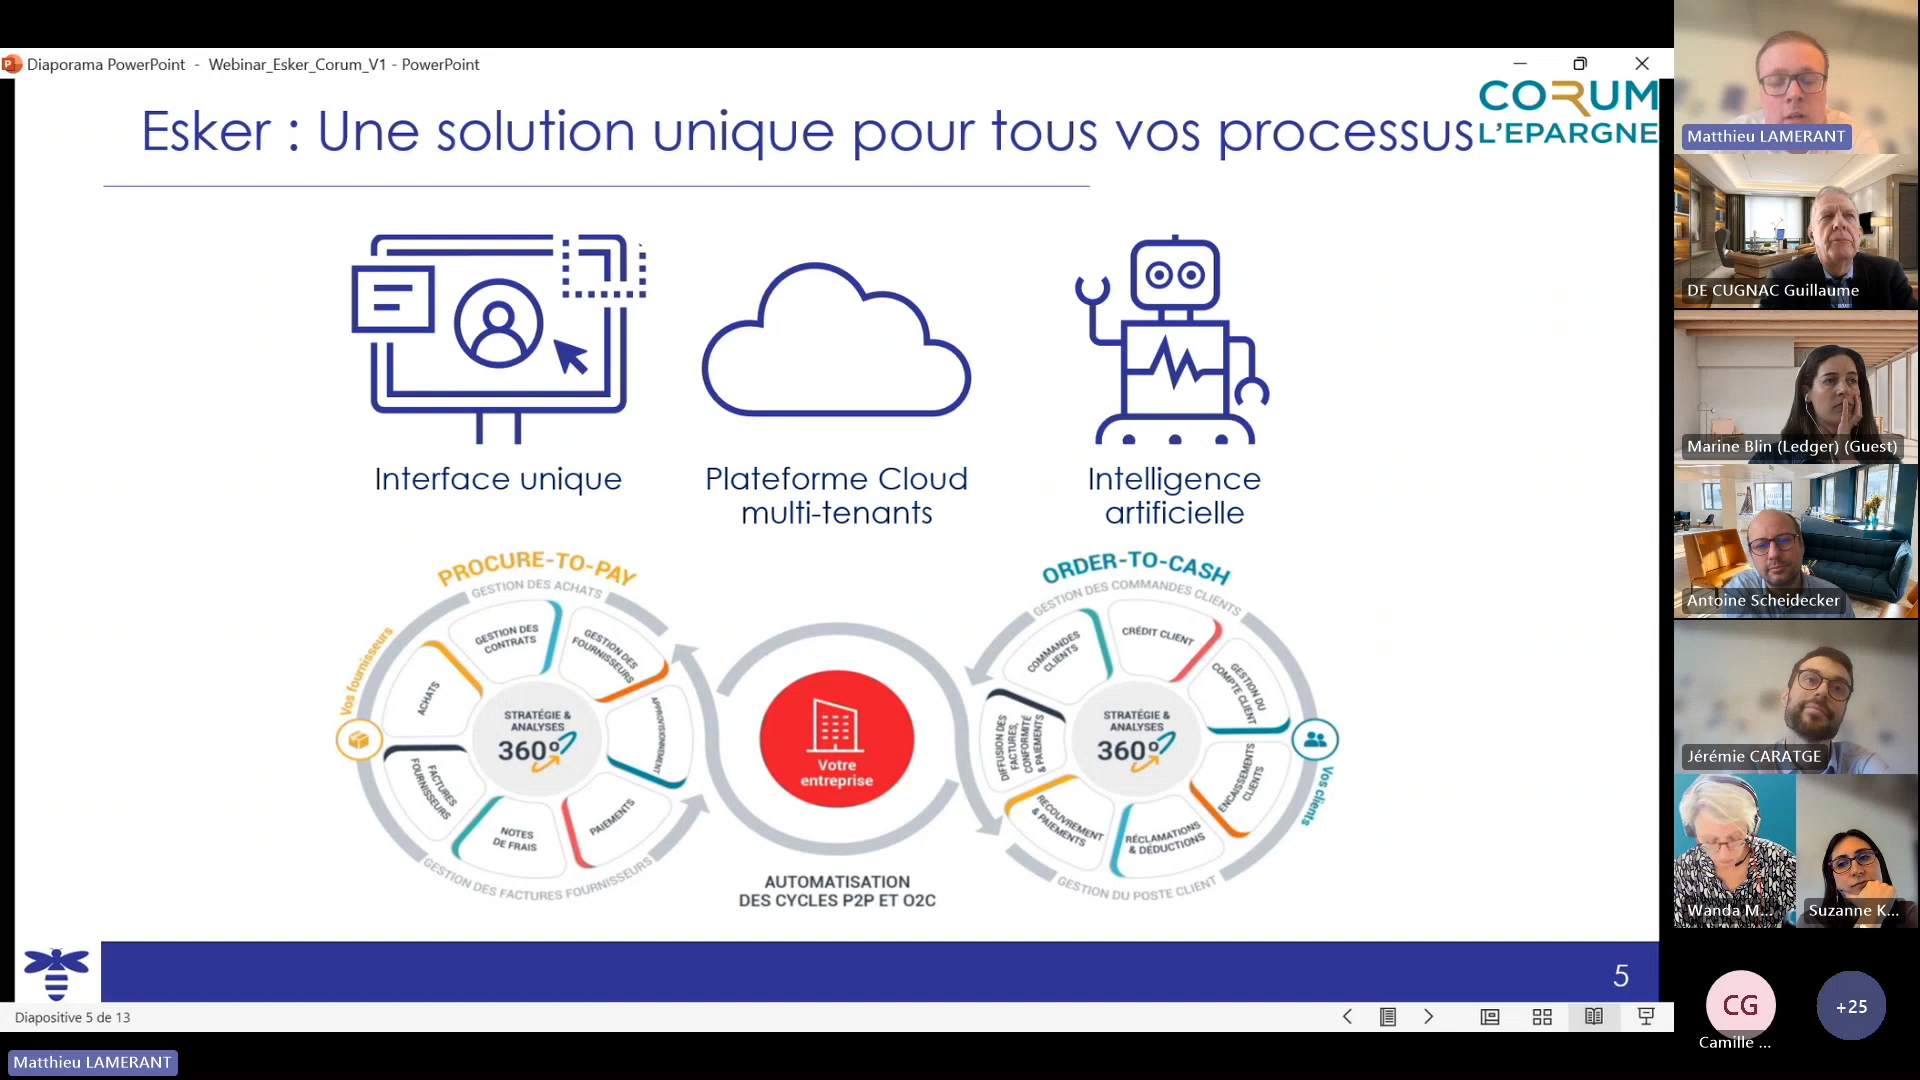 Diaporama PowerPoint - Webinar_Esker_Corum_V1 - PowerPoint
CORUM
L'EPARGNE
Esker : Une solution unique pour tous vos processus
Interface unique
Plateforme Cloud
multi-tenants
Intelligence
artificielle
PROCURE-TO-PAY
GESTION DES ACHATS
Vos fournisseurs
GESTION DES
CONTRATS
GESTION DES
FOURNISSEURS
ACHATS
APPROVISIONNEMENT
STRATÉGIE &
ANALYSES
360°
FACTURES
FOURNISSEURS
NOTES
DE FRAIS
PAIEMENTS
GESTION DES FACTURES FOURNISSEURS
Votre
entreprise
AUTOMATISATION
DES CYCLES P2P ET O2C
ORDER-TO-CASH
GESTION DES COMMANDES CLIENTS
COMMANDES
CLIENTS
CRÉDIT CLIENT
GESTION DU
COMPTE CLIENT
DIFFUSION DES
FACTURES,
CONFORMITÉ
& PAIEMENTS
STRATÉGIE &
ANALYSES
360°
ENCAISSEMENTS
CLIENTS
RECOUVREMENT
& PAIEMENTS
RÉCLAMATIONS
& DÉDUCTIONS
GESTION DU POSTE CLIENT
Vos clients
5
Diapositive 5 de 13
Matthieu LAMERANT
Matthieu LAMERANT
DE CUGNAC Guillaume
Marine Blin (Ledger) (Guest)
Antoine Scheidecker
Jérémie CARATGE
Wanda M...
Suzanne K...
CG
Camille ...
+25